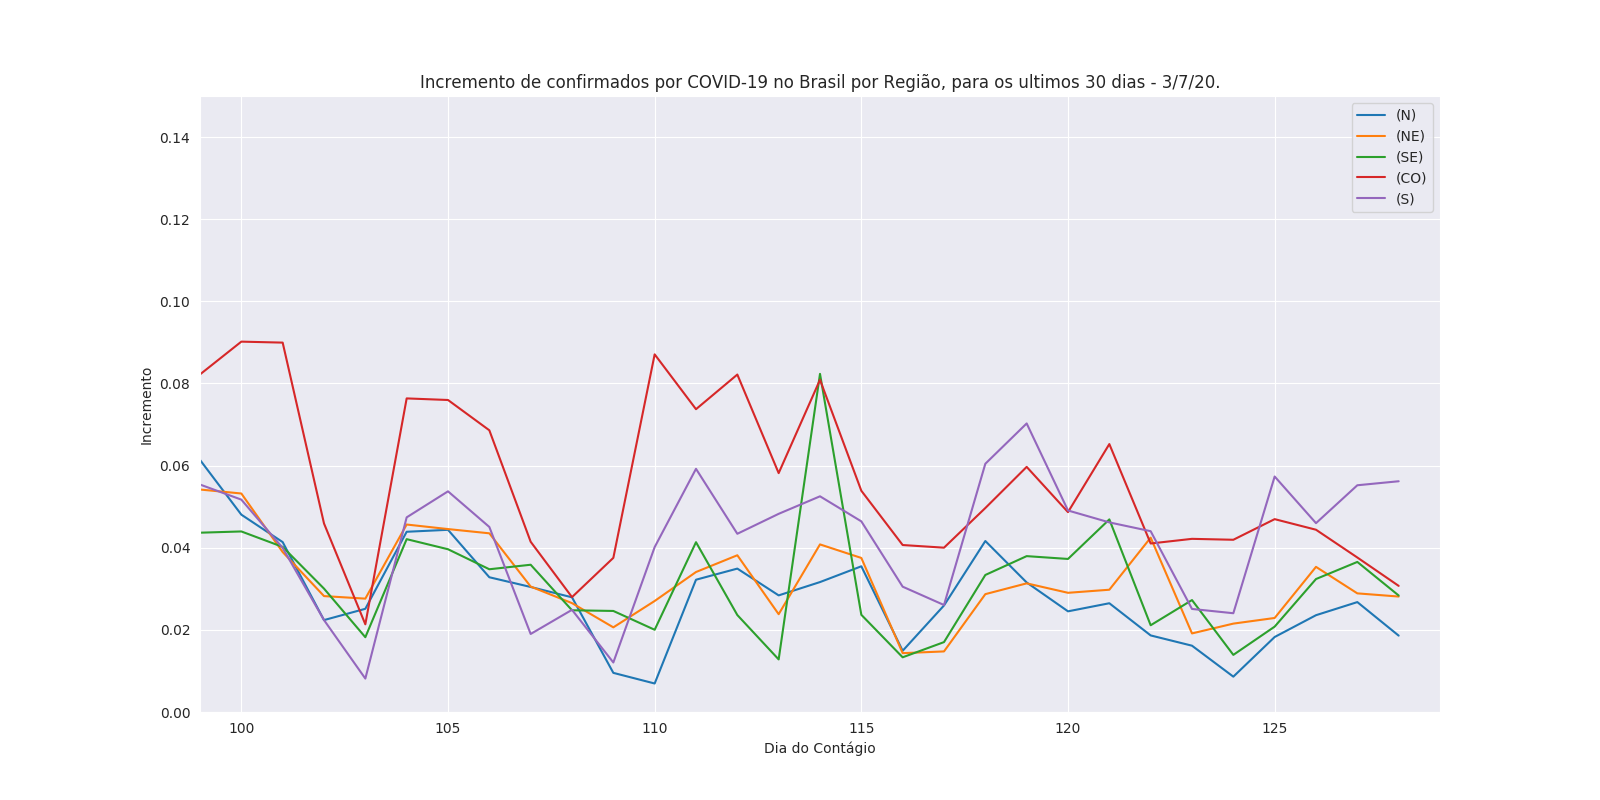 Incremento de confirmados por COVID-19 no Brasil por Região, para os ultimos 30 dias - 3/7/20.
(N)
(NE)
(SE)
(CO)
(S)
0.14
0.12
0.10
0.08
0.06
0.04
0.02
0.00
Incremento
100 105 110 115 120 125
Dia do Contágio